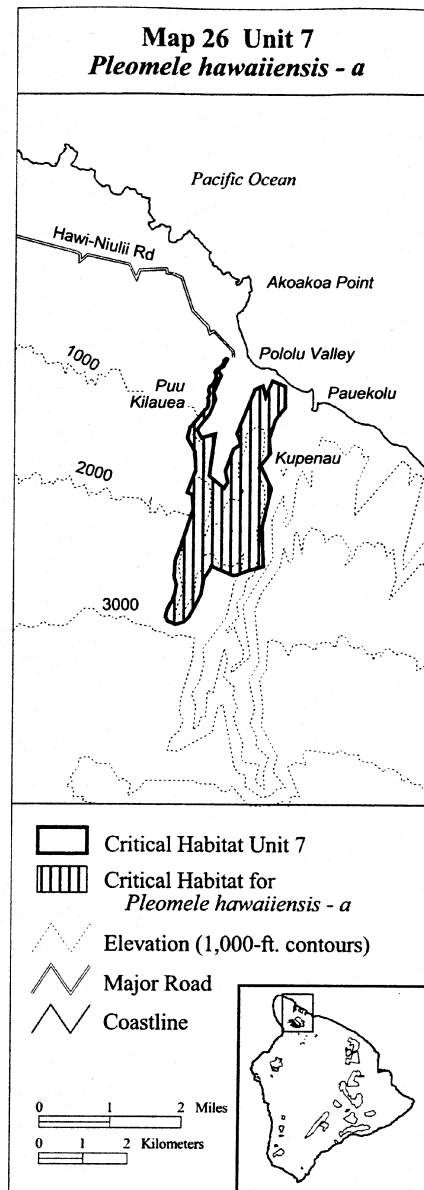 Map 26 Unit 7
Pleomele hawaiiensis - a
Pacific Ocean
Hawi-Niulii Rd
Akoakoa Point
1000
Pololu Valley
Puu
Kilauea
Pauekolu
Kupenau
2000
3000
Critical Habitat Unit 7
Critical Habitat for
Pleomele hawaiiensis - a
Elevation (1,000-ft. contours)
Major Road
Coastline
0 1 2 Miles
0 1 2 Kilometers